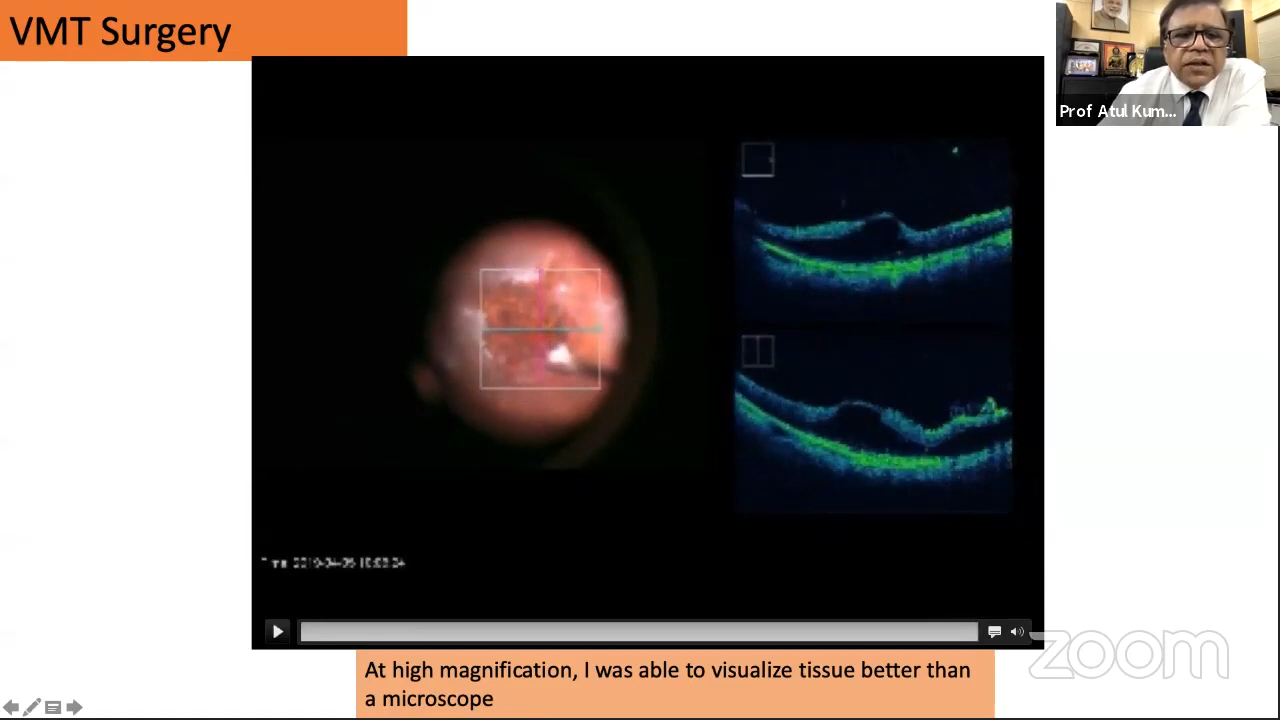 VMT Surgery
Prof Atul Kum...
At high magnification, I was able to visualize tissue better than
a microscope
zoom